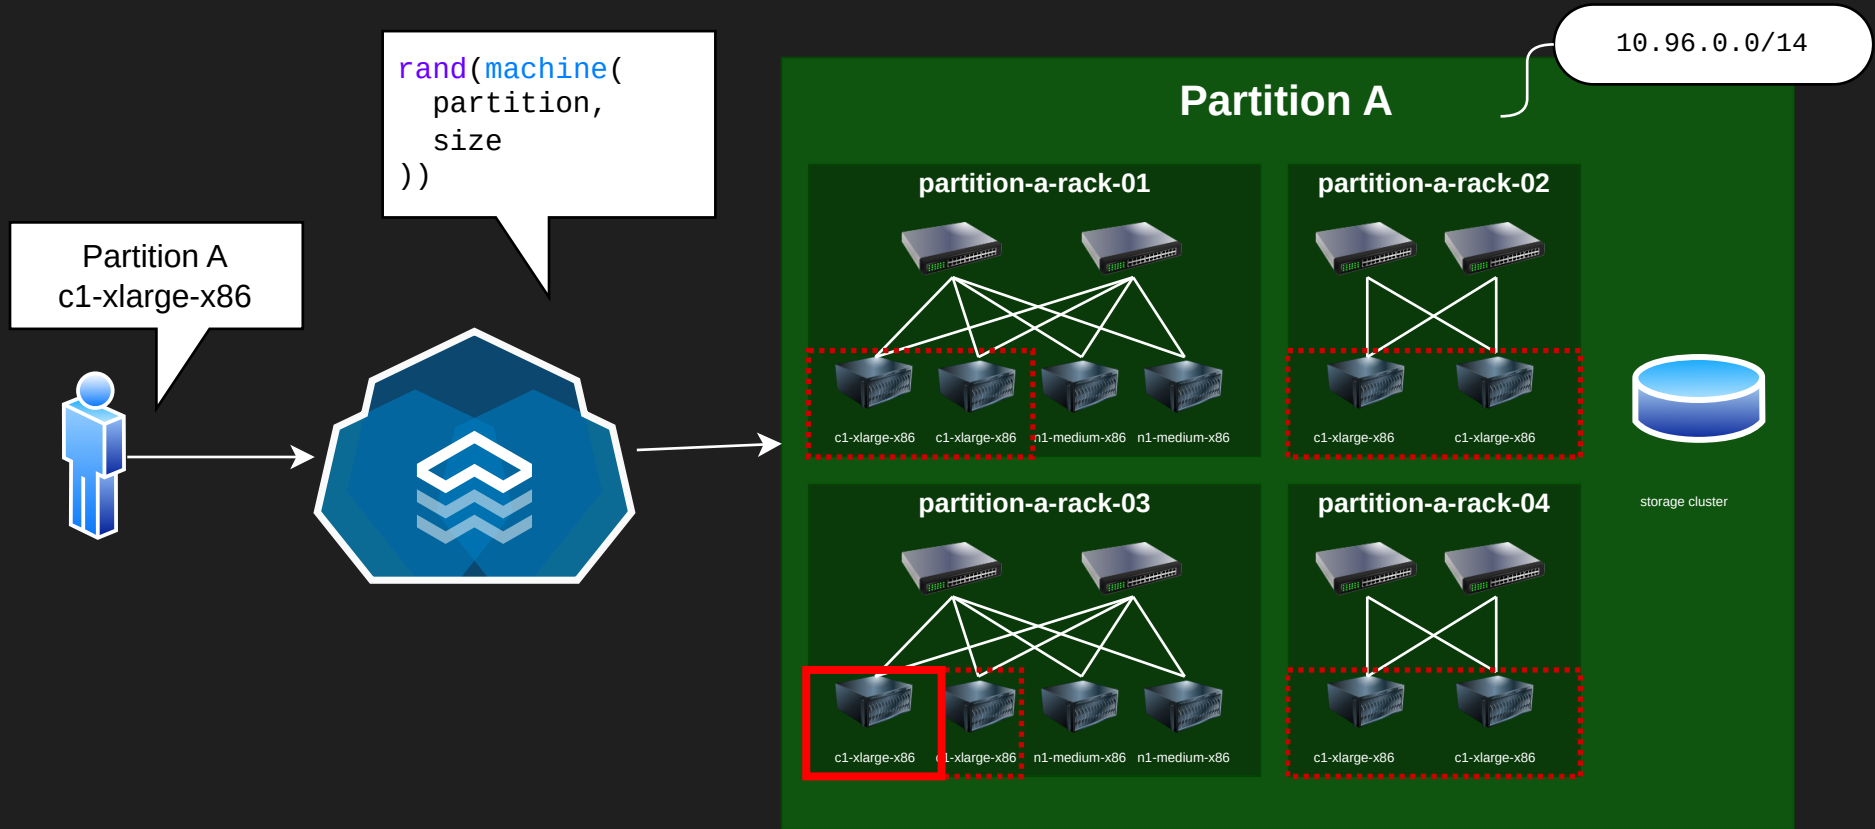 10.96.0.0/14
rand(machine(
  partition,
  size
))
Partition A
Partition A
c1-xlarge-x86
partition-a-rack-01
partition-a-rack-02
c1-xlarge-x86 c1-xlarge-x86 n1-medium-x86 n1-medium-x86
c1-xlarge-x86 c1-xlarge-x86
storage cluster
partition-a-rack-03
partition-a-rack-04
c1-xlarge-x86 c1-xlarge-x86 n1-medium-x86 n1-medium-x86
c1-xlarge-x86 c1-xlarge-x86